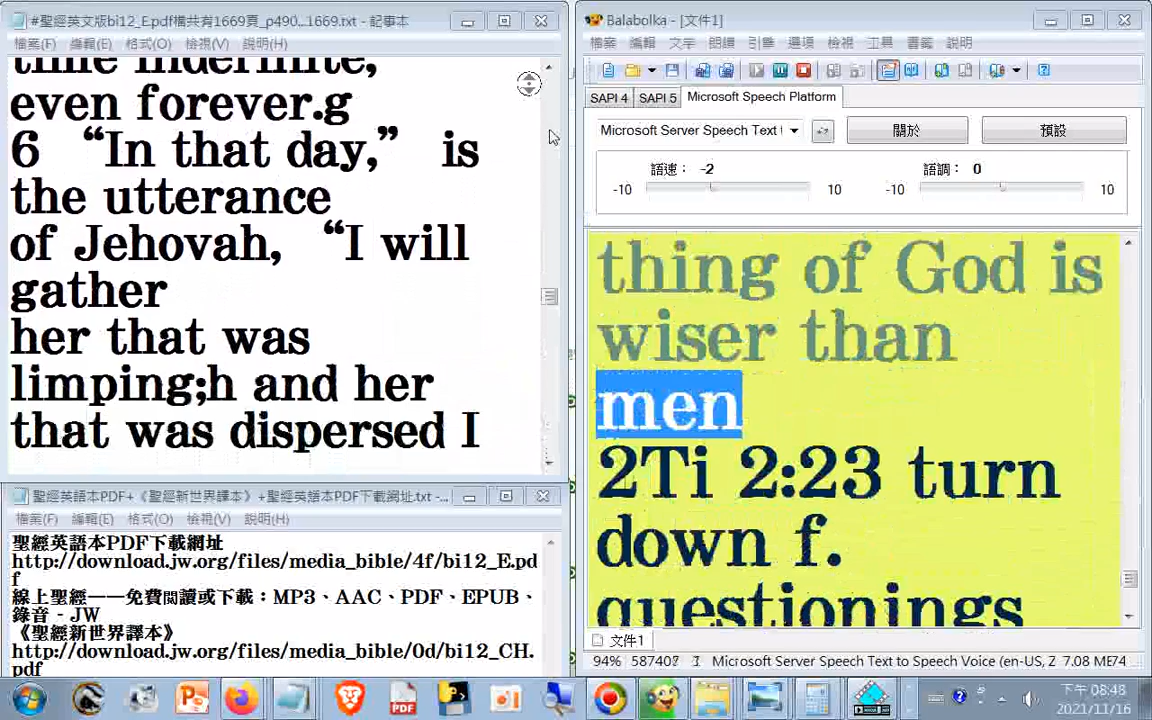 #聖經英文版bi12_E.pdf橫共有1669頁_p490...1669.txt - 記事本
檔案(F) 編輯(E) 格式(O) 檢視(V) 說明(H)
time indefinite,
even forever.g
6 “In that day,” is
the utterance
of Jehovah, “I will
gather
her that was
limping;h and her
that was dispersed I
聖經英語本PDF+《聖經新世界譯本》+聖經英語本PDF下載網址.txt -...
檔案(F) 編輯(E) 格式(O) 檢視(V) 說明(H)
聖經英語本PDF下載網址
http://download.jw.org/files/media_bible/4f/bi12_E.pd
f
線上聖經──免費閱讀或下載：MP3、AAC、PDF、EPUB、
錄音 - JW
《聖經新世界譯本》
http://download.jw.org/files/media_bible/0d/bi12_CH.
pdf
Balabolka - [文件1]
檔案 編輯 文字 朗讀 引擎 選項 檢視 工具 書籤 說明
SAPI 4 SAPI 5 Microsoft Speech Platform
Microsoft Server Speech Text t 關於 預設
語速： -2 語調： 0
-10 10 -10 10
thing of God is
wiser than
men
2Ti 2:23 turn
down f.
questionings
文件1
94% 587407 Microsoft Server Speech Text to Speech Voice (en-US, Z 7.08 ME74
下午 08:48
2021/11/16